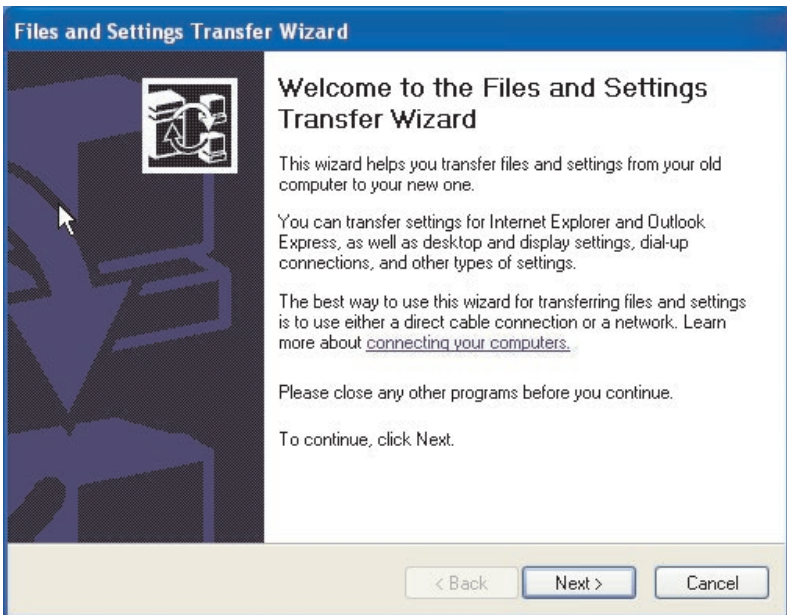 Files and Settings Transfer Wizard
Welcome to the Files and Settings
Transfer Wizard
This wizard helps you transfer files and settings from your old
computer to your new one.
You can transfer settings for Internet Explorer and Outlook
Express, as well as desktop and display settings, dial-up
connections, and other types of settings.
The best way to use this wizard for transferring files and settings
is to use either a direct cable connection or a network. Learn
more about connecting your computers.
Please close any other programs before you continue.
To continue, click Next.
< Back Next > Cancel